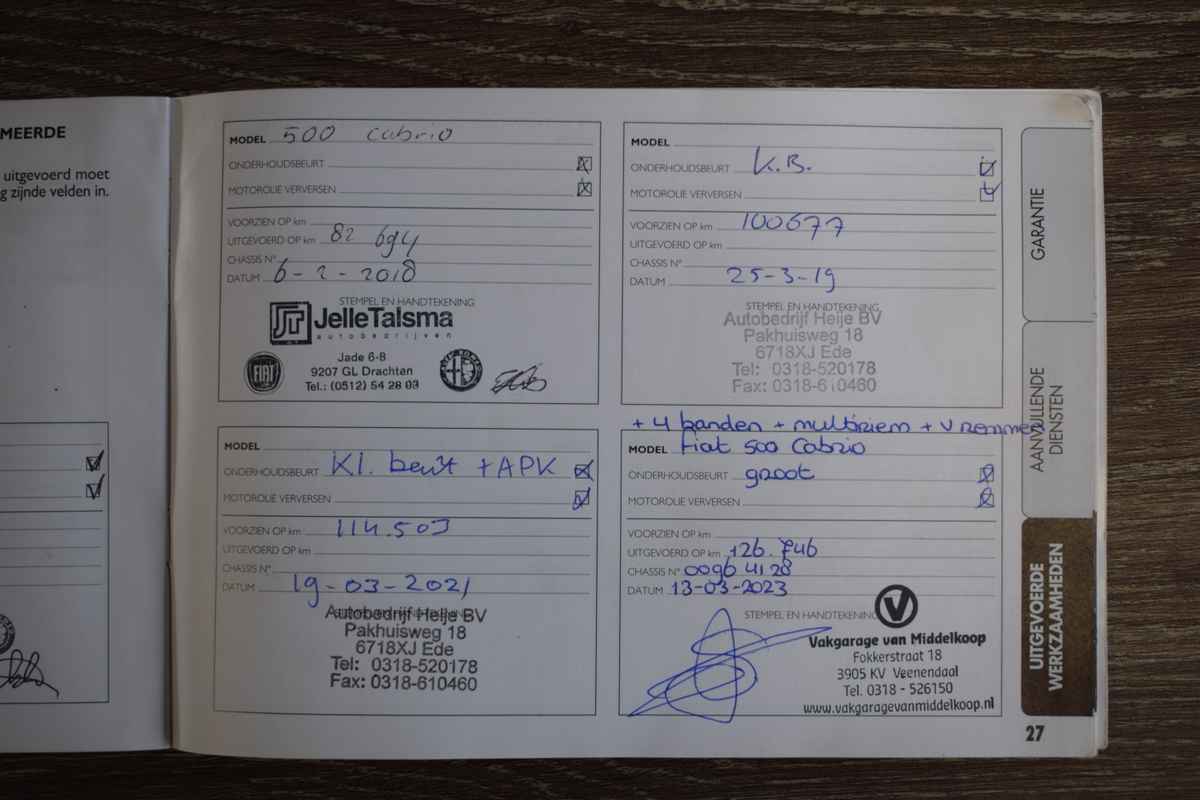 MEERDE
uitgevoerd moet
g zijnde velden in.
MODEL 500 Cabrio
ONDERHOUDSBEURT
MOTOROLIE VERVERSEN
VOORZIEN OP km
UITGEVOERD OP km 82 694
CHASSIS N°
DATUM 6-2-2018
STEMPEL EN HANDTEKENING
JelleTalsma
autobedrijven
FIAT
Jade 6-8
9207 GL Drachten
Tel.: (0512) 54 28 03
MODEL
ONDERHOUDSBEURT K.B.
MOTOROLIE VERVERSEN
VOORZIEN OP km 100677
UITGEVOERD OP km
CHASSIS N°
DATUM 25-3-19
STEMPEL EN HANDTEKENING
Autobedrijf Heije BV
Pakhuisweg 18
6718XJ Ede
Tel: 0318-520178
Fax: 0318-610460
MODEL
ONDERHOUDSBEURT Kl. beurt + APK
MOTOROLIE VERVERSEN
VOORZIEN OP km 114.503
UITGEVOERD OP km
CHASSIS N°
DATUM 19-03-2021
Autobedrijf Heije BV
Pakhuisweg 18
6718XJ Ede
Tel: 0318-520178
Fax: 0318-610460
+ 4 banden + multiriem + v remmen
MODEL Fiat 500 Cabrio
ONDERHOUDSBEURT groot
MOTOROLIE VERVERSEN
VOORZIEN OP km
UITGEVOERD OP km 126.746
CHASSIS N° 00964128
DATUM 13-03-2023
STEMPEL EN HANDTEKENING
V
Vakgarage van Middelkoop
Fokkerstraat 18
3905 KV Veenendaal
Tel. 0318 - 526150
www.vakgaragevanmiddelkoop.nl
GARANTIE
AANVULLENDE
DIENSTEN
UITGEVOERDE
WERKZAAMHEDEN
27